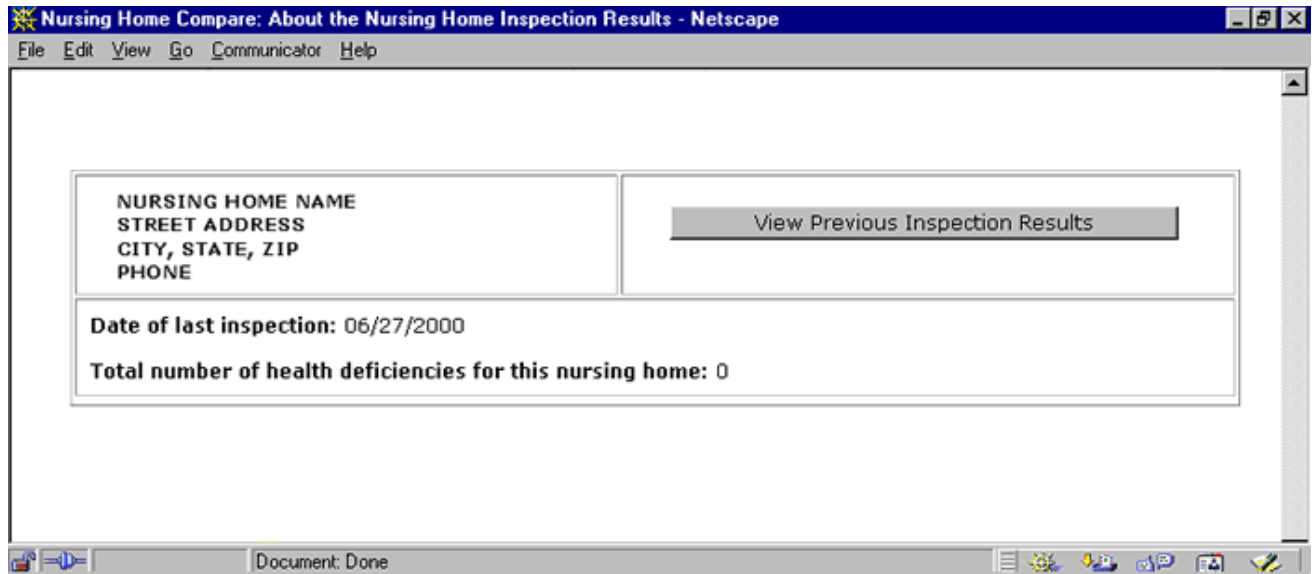 Nursing Home Compare: About the Nursing Home Inspection Results - Netscape
File Edit View Go Communicator Help
NURSING HOME NAME
STREET ADDRESS
CITY, STATE, ZIP
PHONE
View Previous Inspection Results
Date of last inspection: 06/27/2000
Total number of health deficiencies for this nursing home: 0
Document: Done